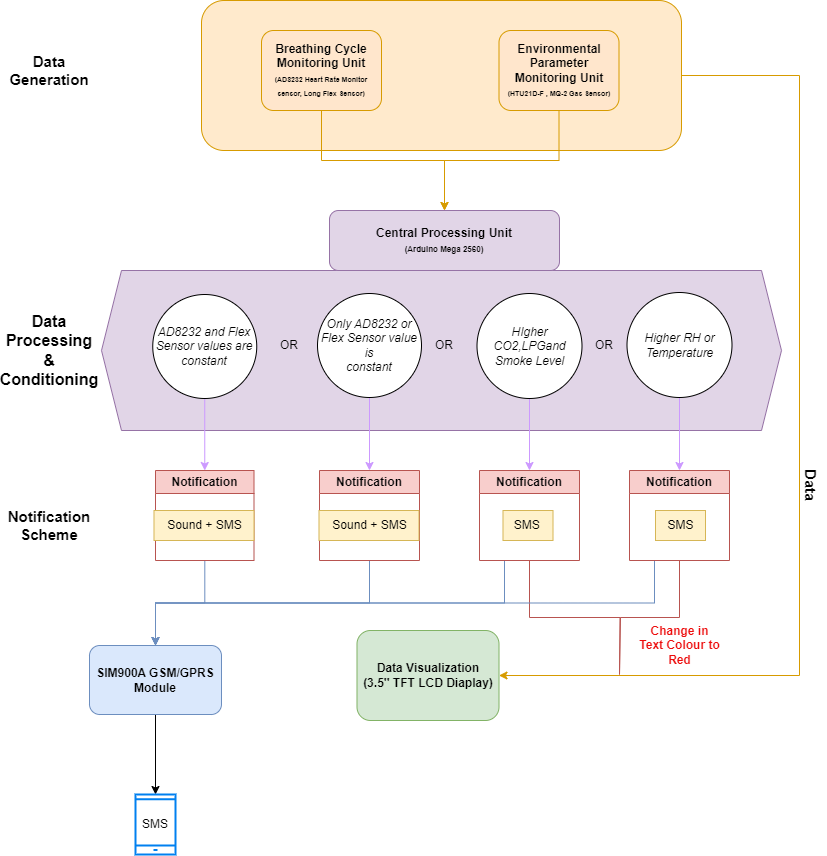 Data
Generation
Breathing Cycle
Monitoring Unit
(AD8232 Heart Rate Monitor
sensor, Long Flex Sensor)
Environmental
Parameter
Monitoring Unit
(HTU21D-F , MQ-2 Gas Sensor)
Central Processing Unit
(Arduino Mega 2560)
Data
Processing
&
Conditioning
AD8232 and Flex
Sensor values are
constant
OR
Only AD8232 or
Flex Sensor value
is
constant
OR
HIgher
CO2,LPGand
Smoke Level
OR
Higher RH or
Temperature
Data
Notification
Scheme
Notification
Sound + SMS
Notification
Sound + SMS
Notification
SMS
Notification
SMS
Change in
Text Colour to
Red
SIM900A GSM/GPRS
Module
Data Visualization
(3.5" TFT LCD Diaplay)
SMS